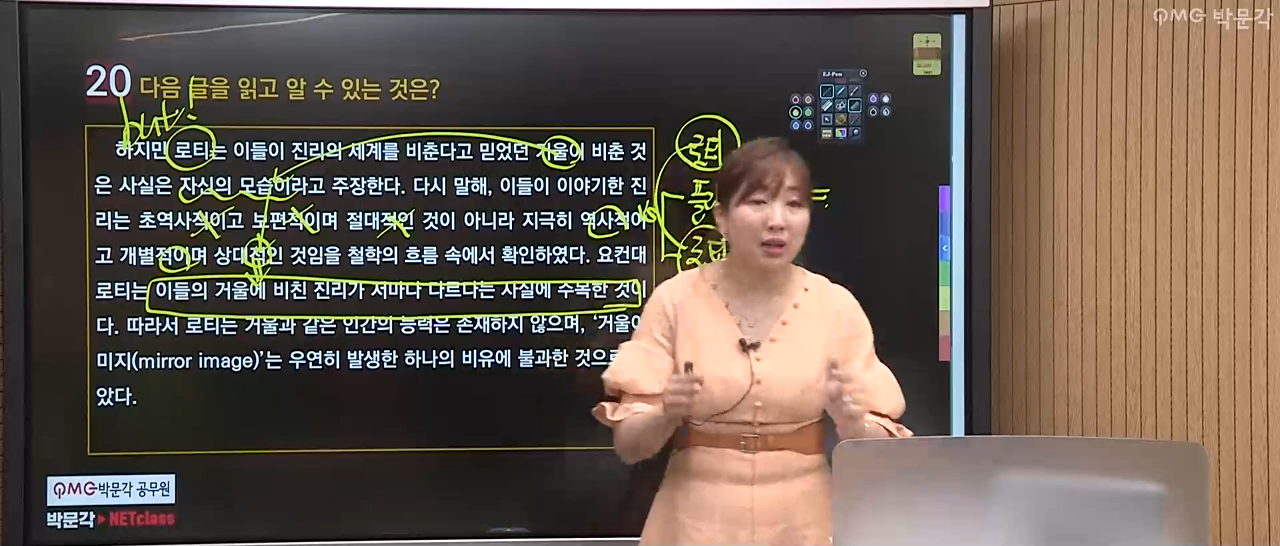 PMG 박문각
EJ-Pen
20 다음 글을 읽고 알 수 있는 것은?
but!
하지만 로티는 이들이 진리의 세계를 비춘다고 믿었던 거울이 비춘 것
은 사실은 자신의 모습이라고 주장한다. 다시 말해, 이들이 이야기한 진
리는 초역사적이고 보편적이며 절대적인 것이 아니라 지극히 역사적이
고 개별적이며 상대적인 것임을 철학의 흐름 속에서 확인하였다. 요컨대
로티는 이들의 거울에 비친 진리가 저마다 다르다는 사실에 주목한 것이
다. 따라서 로티는 거울과 같은 인간의 능력은 존재하지 않으며, ‘거울이
미지(mirror image)’는 우연히 발생한 하나의 비유에 불과한 것으로
았다.
로티
vs
로티
PMG 박문각 공무원
박문각 NETclass